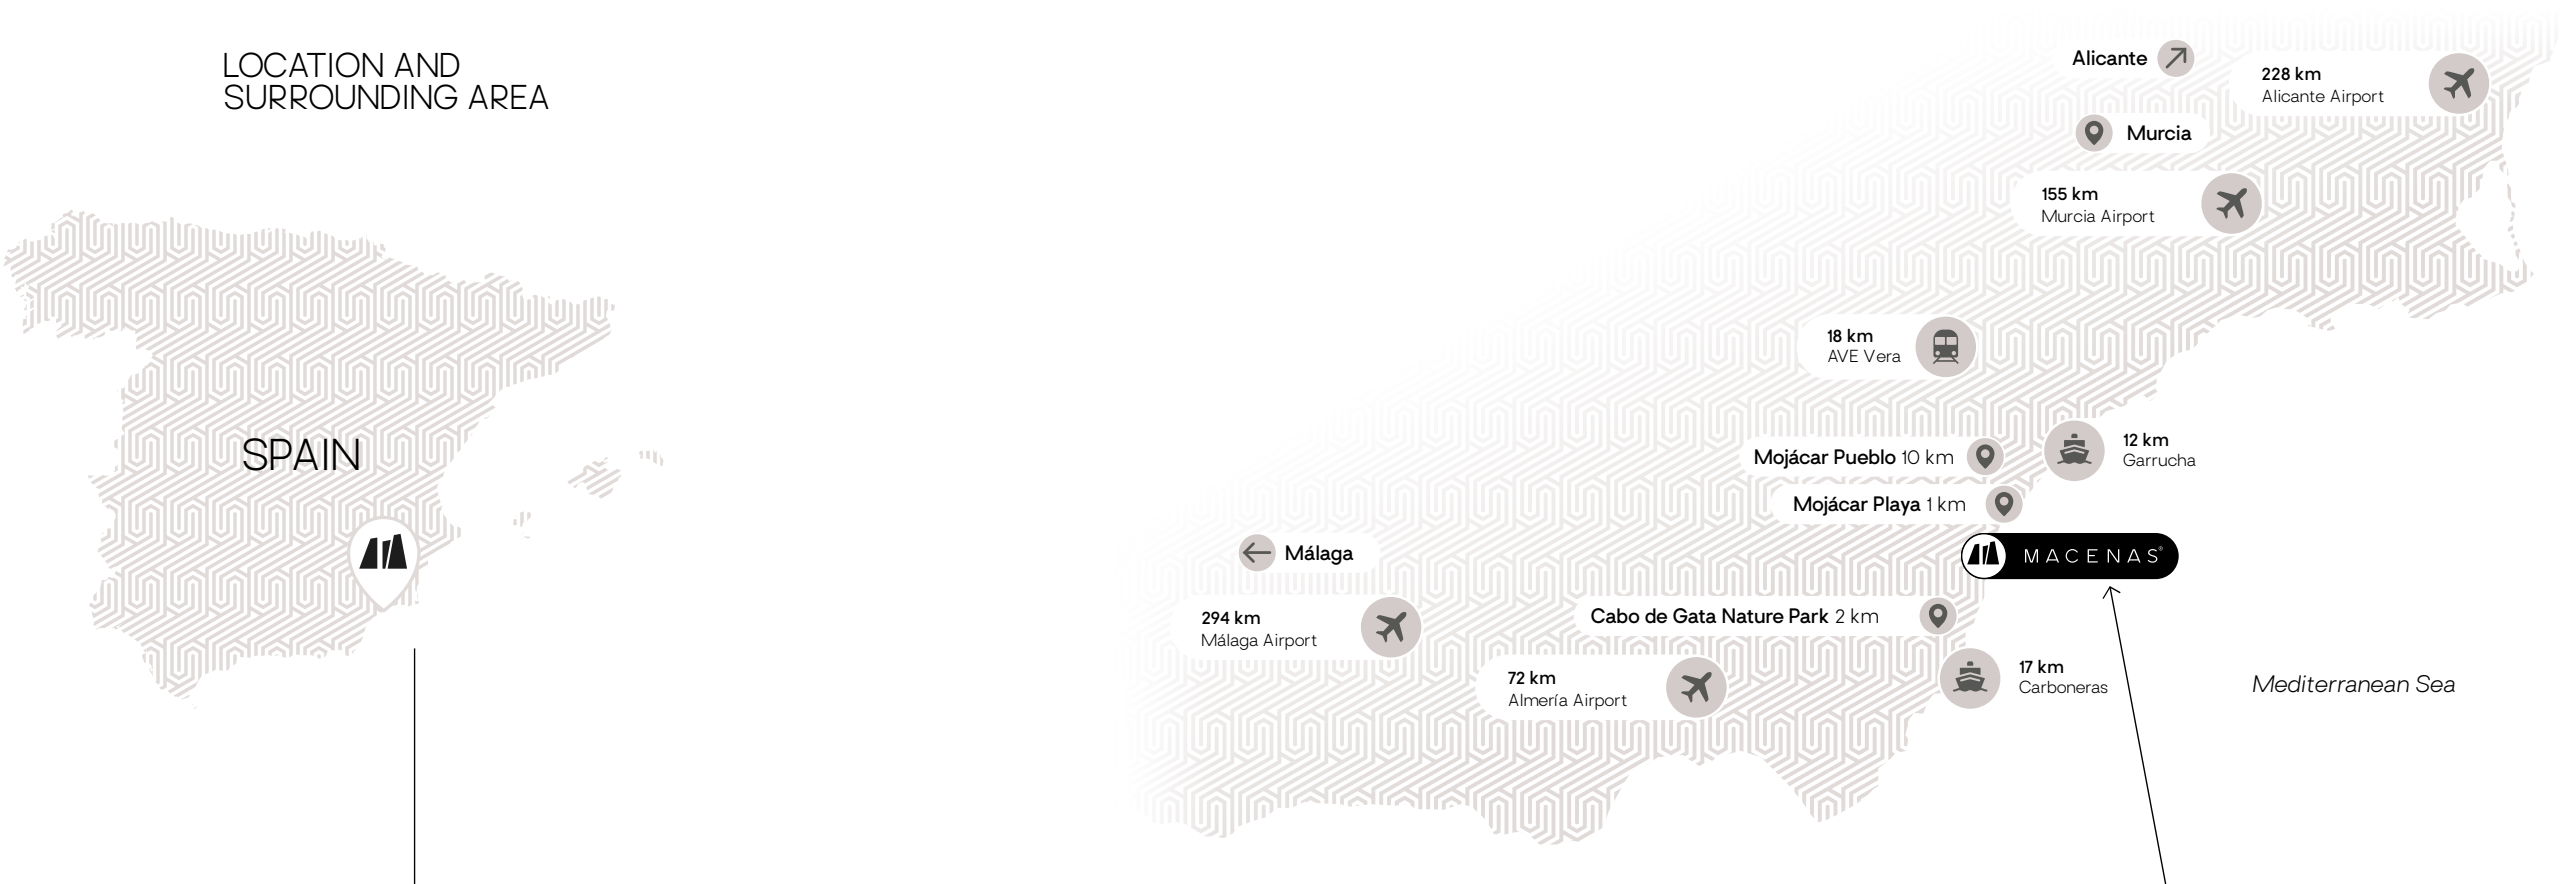 LOCATION AND
SURROUNDING AREA
SPAIN
Alicante
228 km
Alicante Airport
Murcia
155 km
Murcia Airport
18 km
AVE Vera
12 km
Garrucha
Mojácar Pueblo 10 km
Mojácar Playa 1 km
MACENAS®
Málaga
294 km
Málaga Airport
Cabo de Gata Nature Park 2 km
72 km
Almería Airport
17 km
Carboneras
Mediterranean Sea